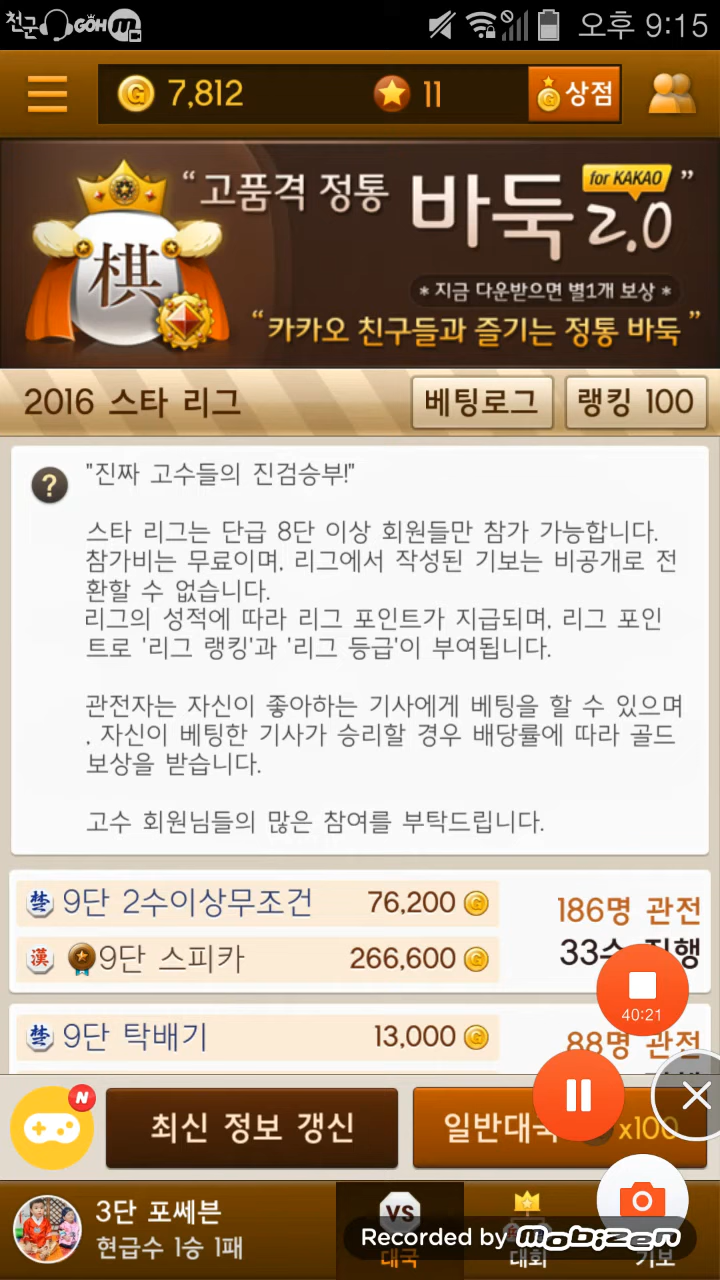 천군 GOH m
오후 9:15
G 7,812 11 G 상점
"고품격 정통 바둑 2.0 for KAKAO"
* 지금 다운받으면 별1개 보상 *
"카카오 친구들과 즐기는 정통 바둑"
棋
2016 스타 리그 베팅로그 랭킹 100
? "진짜 고수들의 진검승부!"
스타 리그는 단급 8단 이상 회원들만 참가 가능합니다.
참가비는 무료이며, 리그에서 작성된 기보는 비공개로 전
환할 수 없습니다.
리그의 성적에 따라 리그 포인트가 지급되며, 리그 포인
트로 '리그 랭킹'과 '리그 등급'이 부여됩니다.
관전자는 자신이 좋아하는 기사에게 베팅을 할 수 있으며
, 자신이 베팅한 기사가 승리할 경우 배당률에 따라 골드
보상을 받습니다.
고수 회원님들의 많은 참여를 부탁드립니다.
楚 9단 2수이상무조건 76,200 G 186명 관전
漢 9단 스피카 266,600 G 33수 진행
楚 9단 탁배기 13,000 G 88명 관전
40:21
N 최신 정보 갱신 일반대국 x100
3단 포쎄븐
현급수 1승 1패
VS
대국 대회 기보
Recorded by mobizen